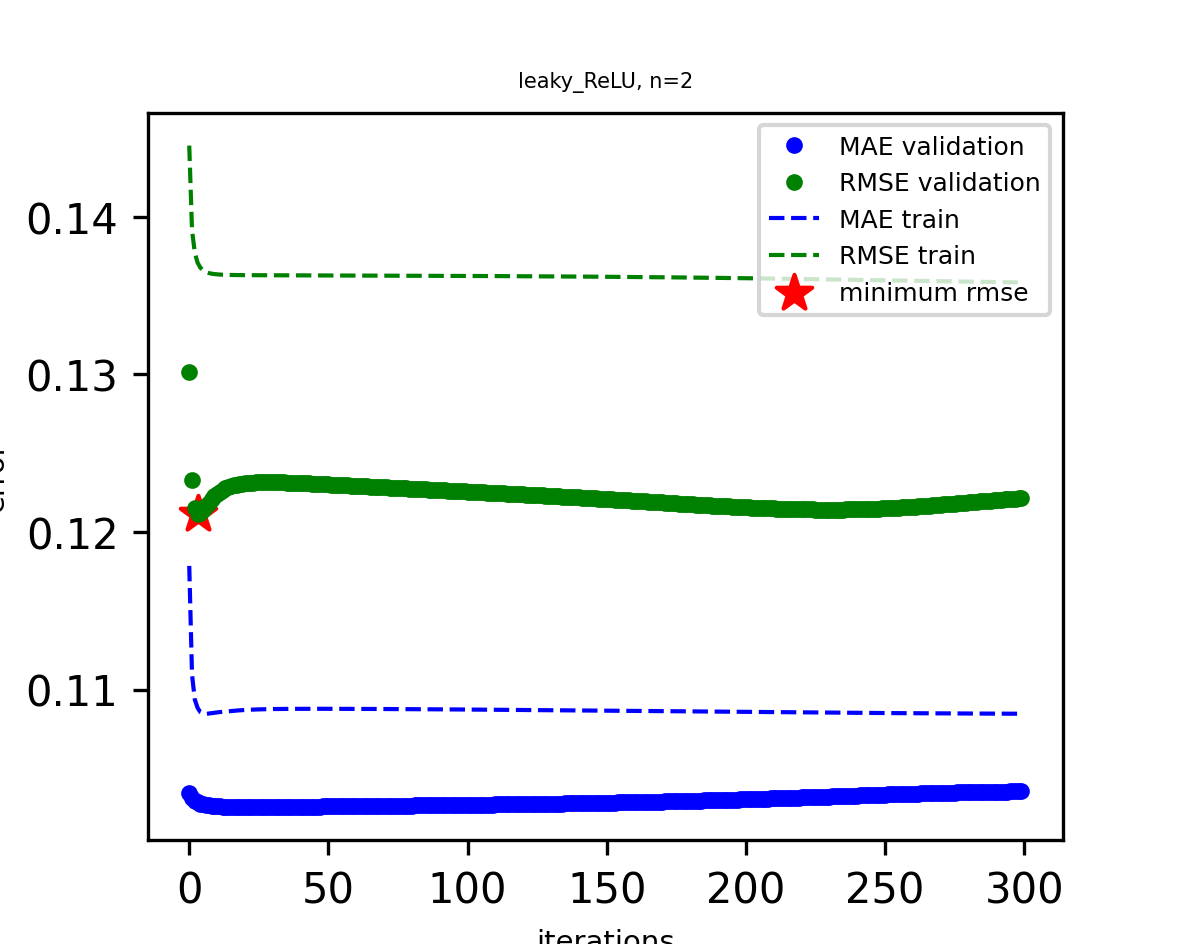 leaky_ReLU, n=2
MAE validation
RMSE validation
MAE train
RMSE train
minimum rmse
0.14
0.13
0.12
0.11
0 50 100 150 200 250 300
iterations